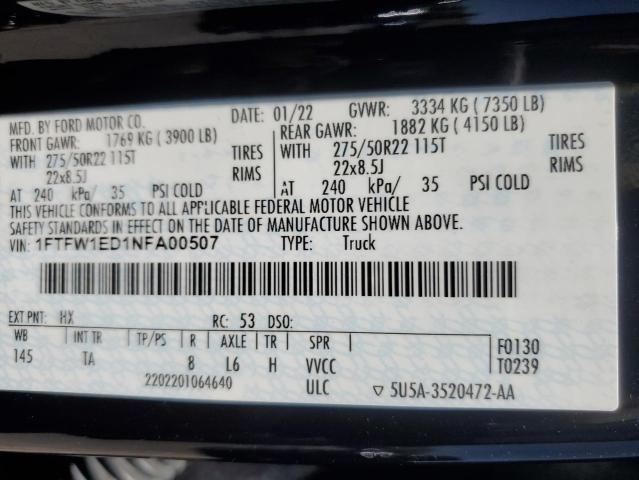 MFD. BY FORD MOTOR CO. DATE: 01/22 GVWR: 3334 KG ( 7350 LB)
FRONT GAWR: 1769 KG ( 3900 LB) REAR GAWR: 1882 KG ( 4150 LB)
WITH 275/50R22 115T TIRES WITH 275/50R22 115T TIRES
22x8.5J RIMS 22x8.5J RIMS
AT 240 kPa/ 35 PSI COLD AT 240 kPa/ 35 PSI COLD
THIS VEHICLE CONFORMS TO ALL APPLICABLE FEDERAL MOTOR VEHICLE
SAFETY STANDARDS IN EFFECT ON THE DATE OF MANUFACTURE SHOWN ABOVE.
VIN: 1FTFW1ED1NFA00507 TYPE: Truck
EXT PNT: HX RC: 53 DSO:
WB INT TR TP/PS R AXLE TR SPR F0130
145 TA 8 L6 H VVCC T0239
2202201064640 ULC ▽ 5U5A-3520472-AA